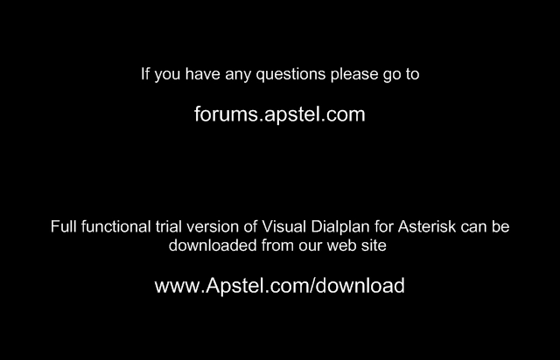 If you have any questions please go to
forums.apstel.com
Full functional trial version of Visual Dialplan for Asterisk can be
downloaded from our web site
www.Apstel.com/download